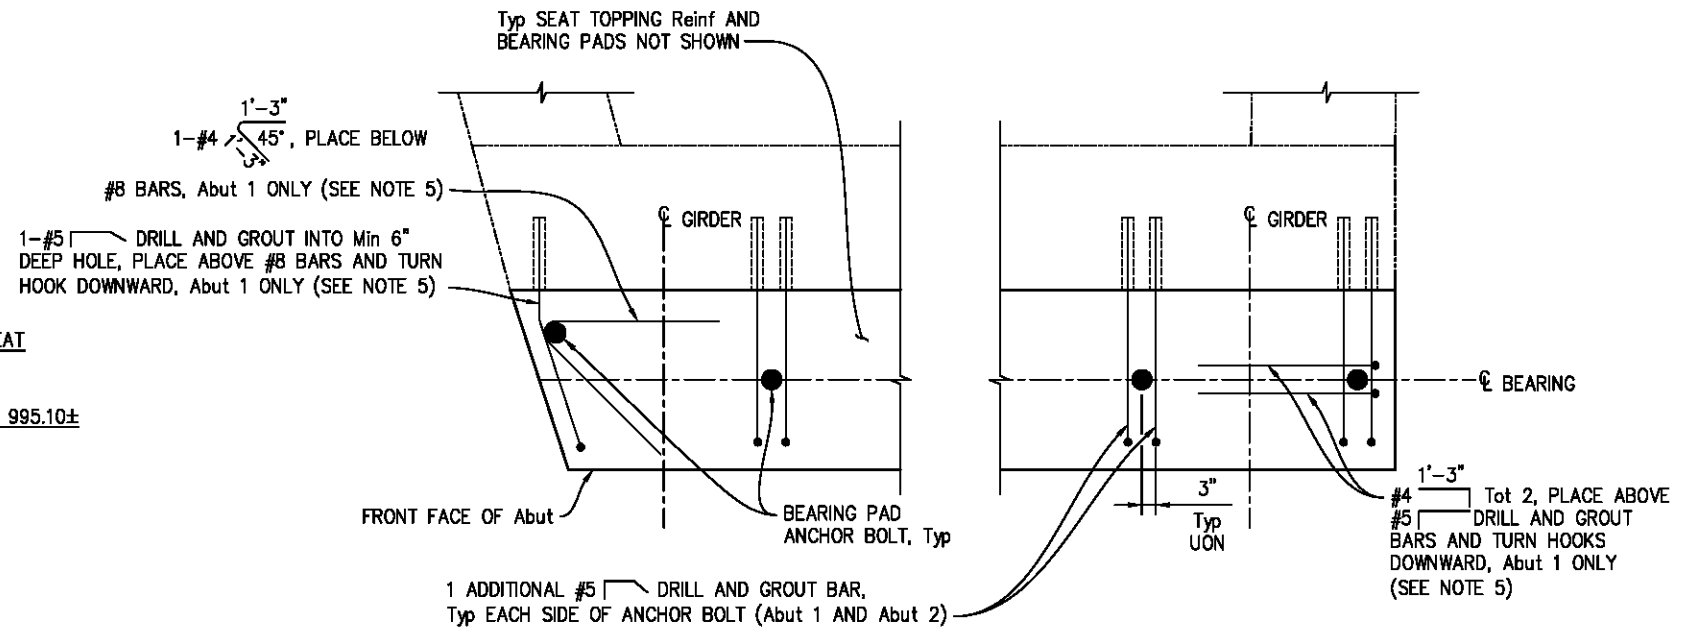 Typ SEAT TOPPING Reinf AND
BEARING PADS NOT SHOWN
1'-3"
1-#4 45°, PLACE BELOW
3"
#8 BARS, Abut 1 ONLY (SEE NOTE 5)
1-#5 DRILL AND GROUT INTO Min 6"
DEEP HOLE, PLACE ABOVE #8 BARS AND TURN
HOOK DOWNWARD, Abut 1 ONLY (SEE NOTE 5)
EAT
995.10±
℄ GIRDER
℄ GIRDER
℄ BEARING
FRONT FACE OF Abut
BEARING PAD
ANCHOR BOLT, Typ
3"
Typ
UON
1'-3"
#4 Tot 2, PLACE ABOVE
#5 DRILL AND GROUT
BARS AND TURN HOOKS
DOWNWARD, Abut 1 ONLY
(SEE NOTE 5)
1 ADDITIONAL #5 DRILL AND GROUT BAR,
Typ EACH SIDE OF ANCHOR BOLT (Abut 1 AND Abut 2)